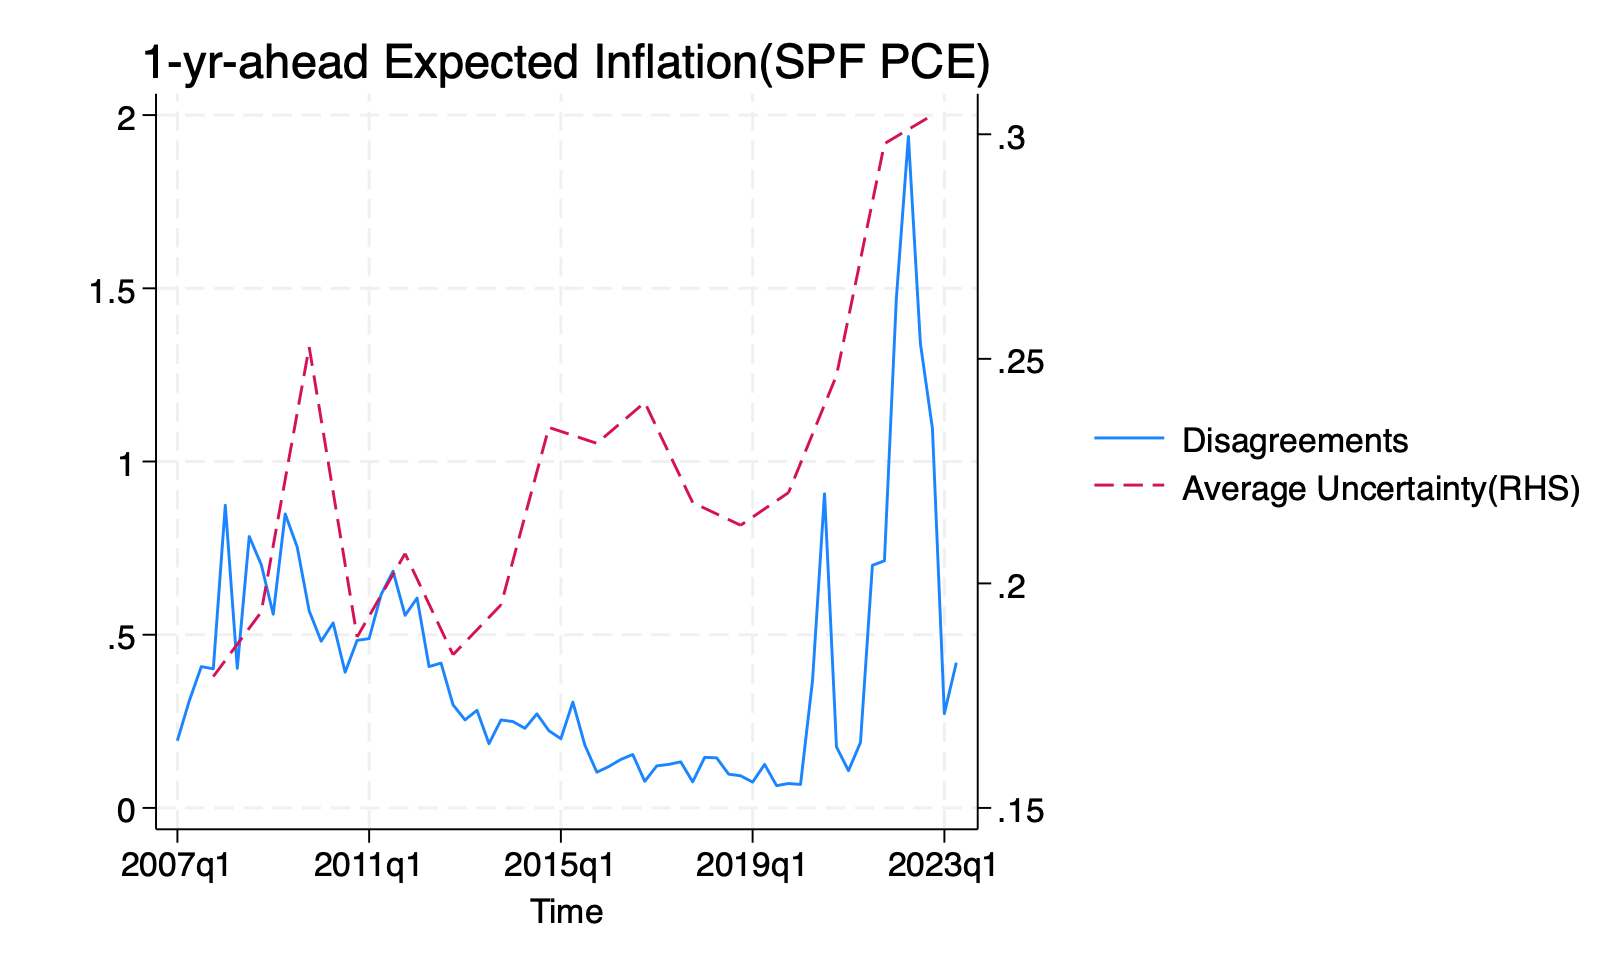 1-yr-ahead Expected Inflation(SPF PCE)
2
1.5
1
.5
0
.3
.25
.2
.15
2007q1 2011q1 2015q1 2019q1 2023q1
Time
Disagreements
Average Uncertainty(RHS)